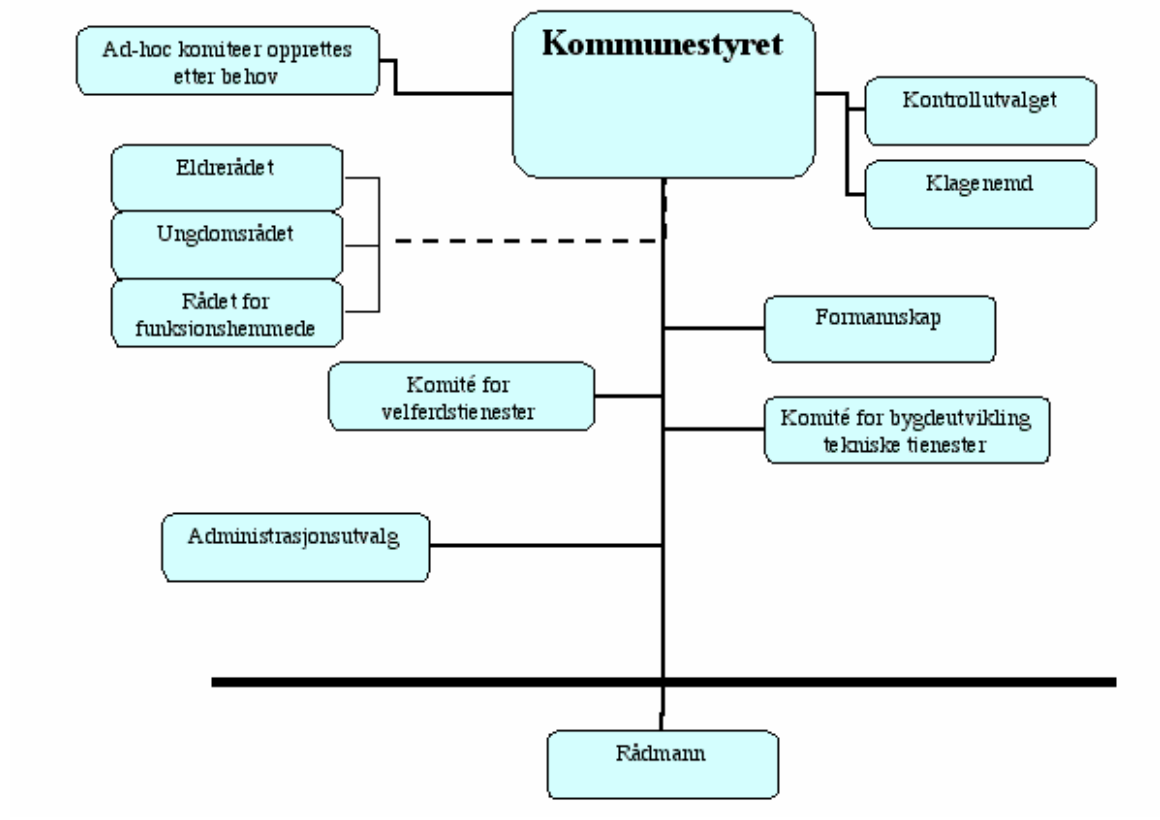 Ad-hoc komiteer opprettes
etter behov
Kommunestyret
Kontrollutvalget
Klagenemd
Eldrerådet
Ungdomsrådet
Rådet for
funksionshemmede
Formannskap
Komité for
velferdstienester
Komité for bygdeutvikling
tekniske tienester
Administrasjonsutvalg
Rådmann